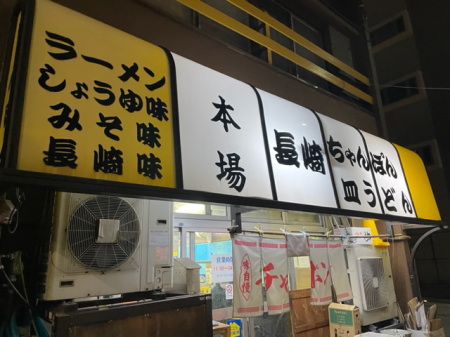 ラーメン
しょうゆ味
みそ味
長崎味
本場
長崎ちゃんぽん
皿うどん